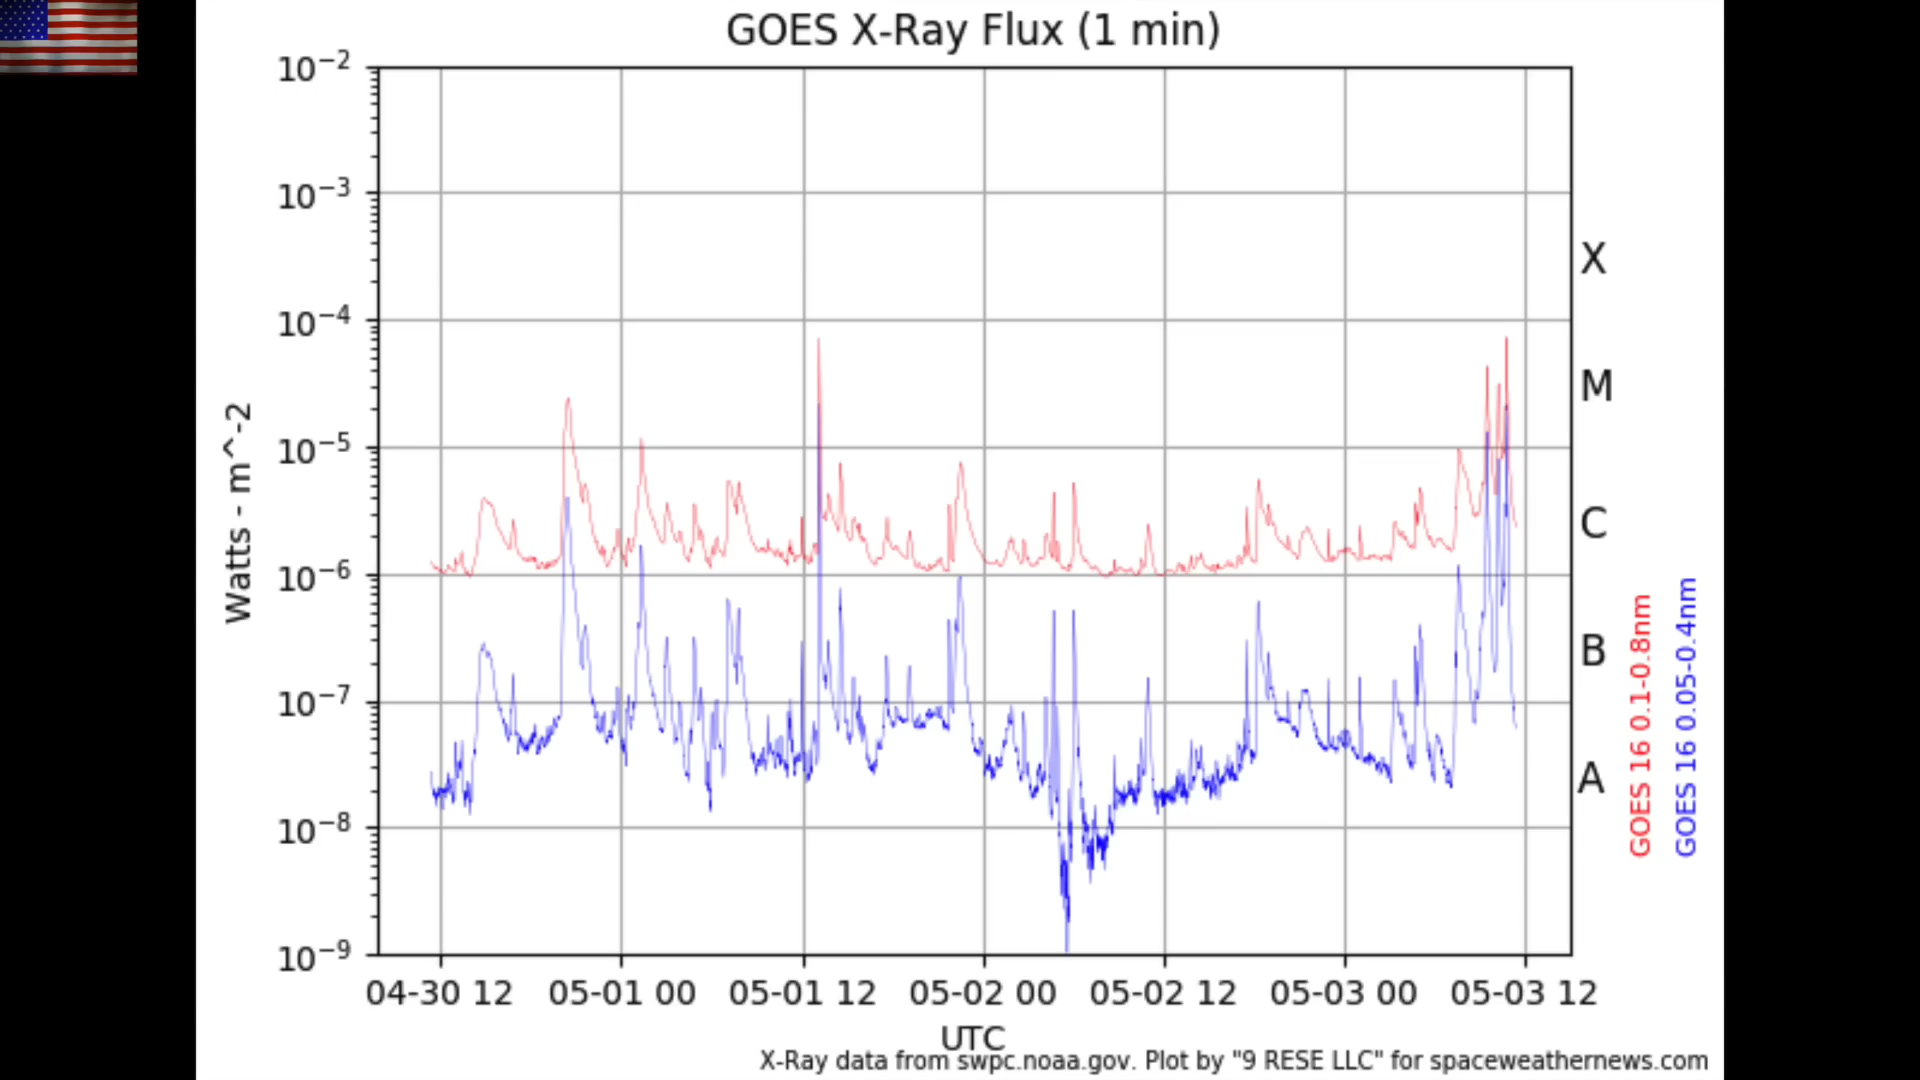 GOES X-Ray Flux (1 min)
10−2
10−3
10−4
10−5
10−6
10−7
10−8
10−9
Watts - m^-2
X
M
C
B
A
GOES 16 0.1-0.8nm
GOES 16 0.05-0.4nm
04-30 12 05-01 00 05-01 12 05-02 00 05-02 12 05-03 00 05-03 12
UTC
X-Ray data from swpc.noaa.gov. Plot by "9 RESE LLC" for spaceweathernews.com